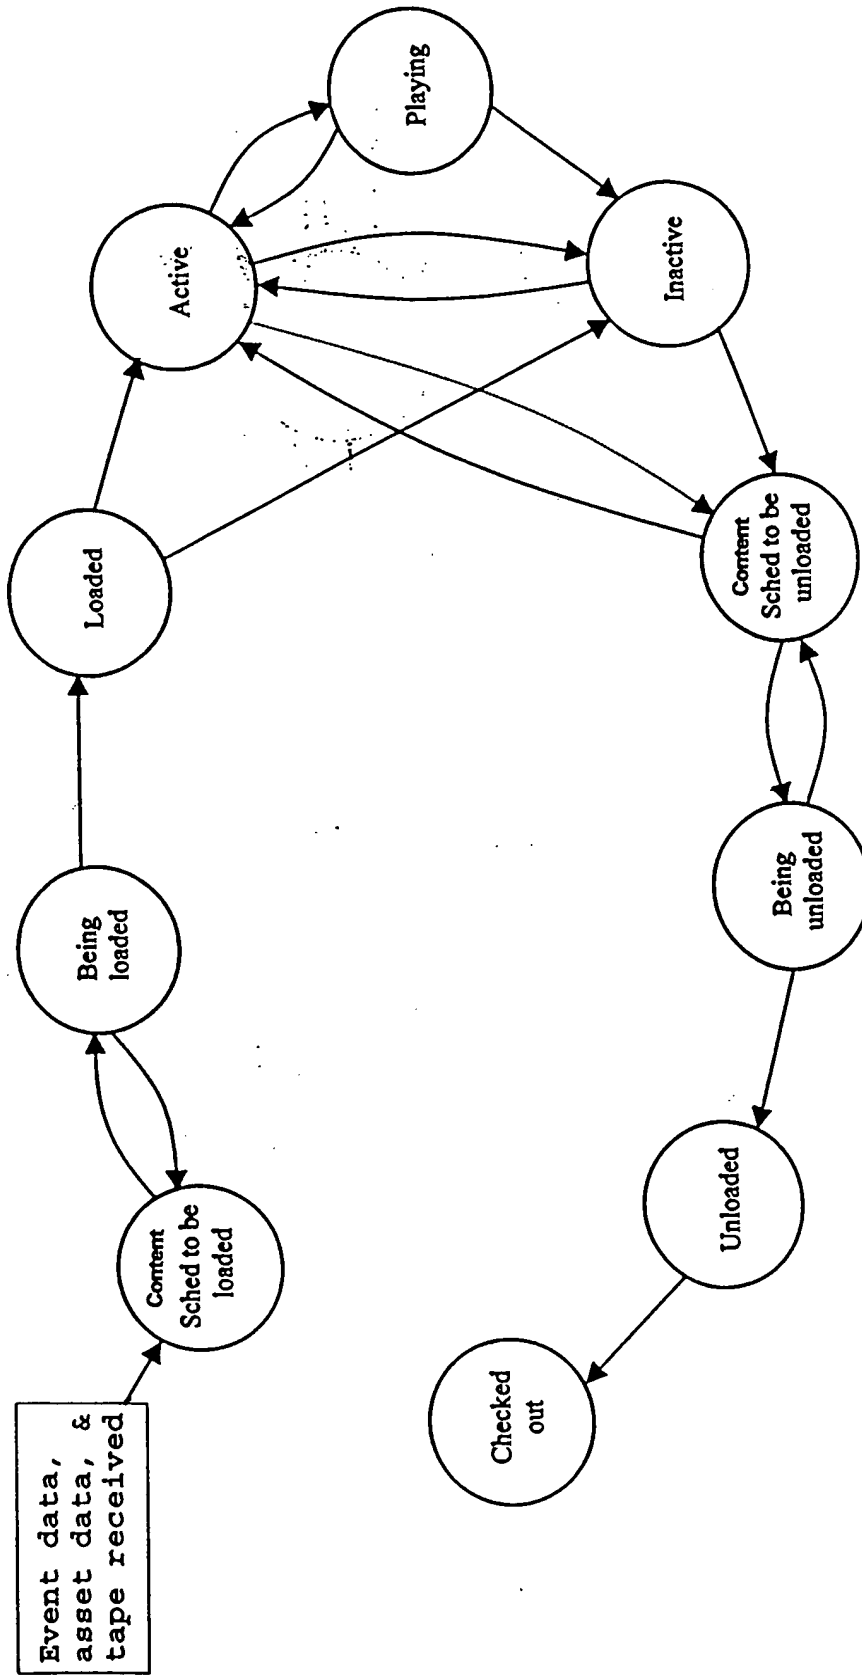 Event data,
asset data, &
tape received
Content
Sched to be
loaded
Being
loaded
Loaded
Active
Playing
Inactive
Content
Sched to be
unloaded
Being
unloaded
Unloaded
Checked
out